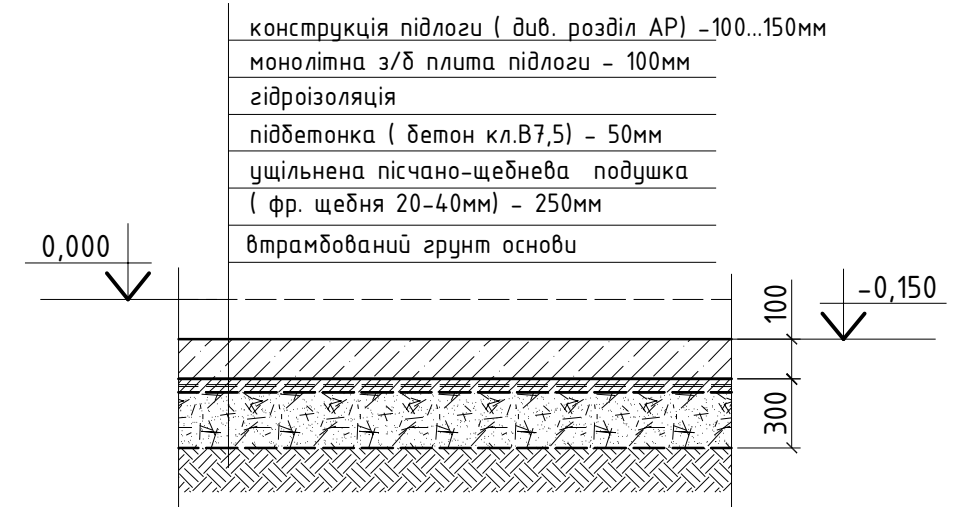 конструкція підлоги ( див. розділ АР) -100...150мм
монолітна з/б плита підлоги - 100мм
гідроізоляція
підбетонка ( бетон кл.В7,5) - 50мм
ущільнена пісчано-щебнева подушка
( фр. щебня 20-40мм) - 250мм
втрамбований грунт основи
0,000
-0,150
100
300